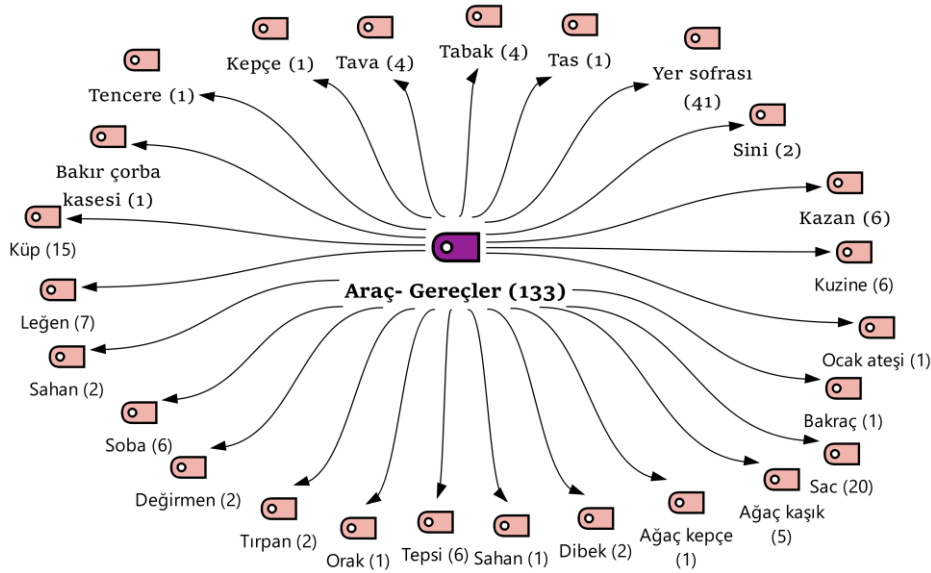 Tencere (1)
Kepçe (1)
Tava (4)
Tabak (4)
Tas (1)
Yer sofrası
(41)
Sini (2)
Bakır çorba
kasesi (1)
Kazan (6)
Küp (15)
Kuzine (6)
Araç- Gereçler (133)
Leğen (7)
Ocak ateşi (1)
Sahan (2)
Bakraç (1)
Soba (6)
Sac (20)
Değirmen (2)
Ağaç kaşık
(5)
Tırpan (2)
Orak (1)
Tepsi (6)
Sahan (1)
Dibek (2)
Ağaç kepçe
(1)